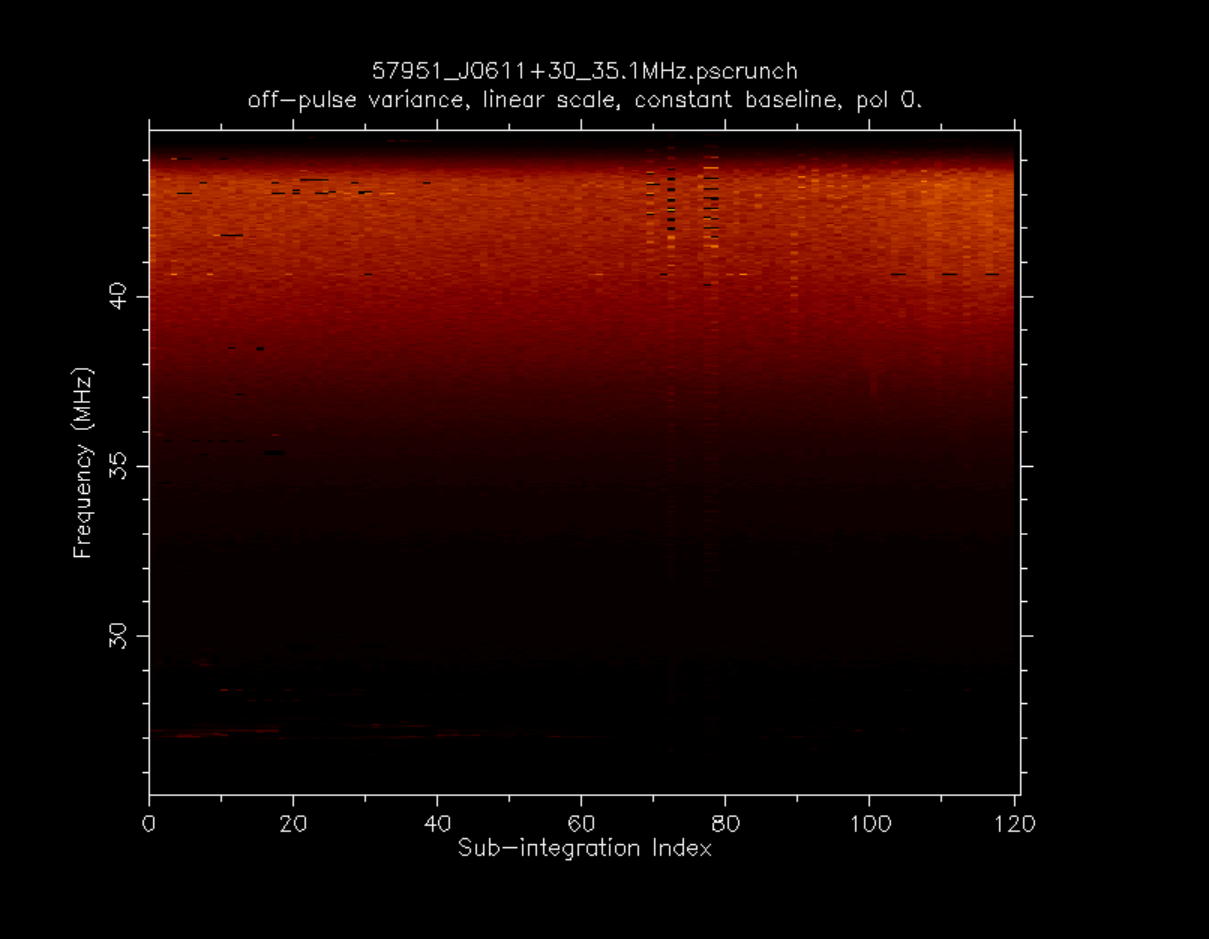 57951_J0611+30_35.1MHz.pscrunch
off-pulse variance, linear scale, constant baseline, pol 0.
Frequency (MHz)
40
35
30
0 20 40 60 80 100 120
Sub-integration Index